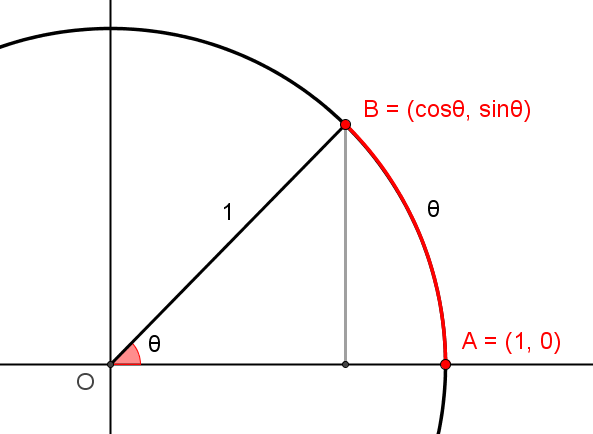 B = (cosθ, sinθ)
1
θ
θ
A = (1, 0)
O